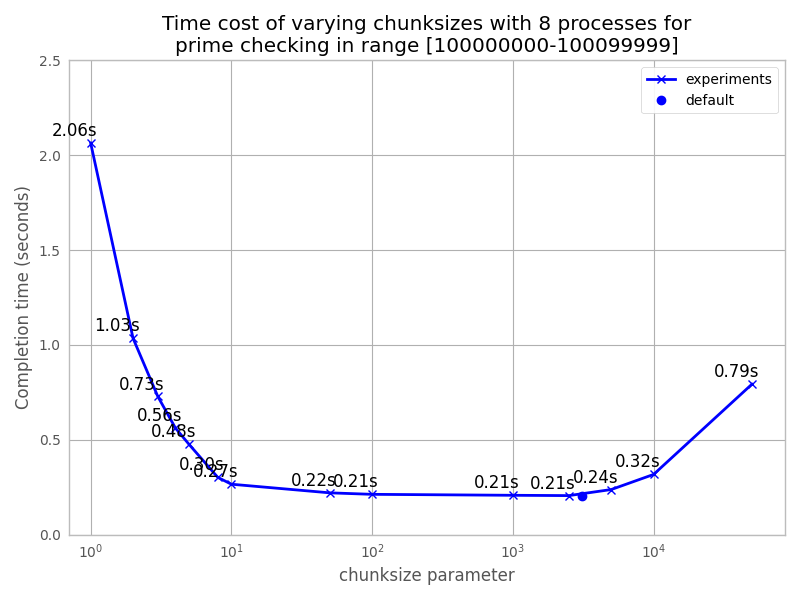 Time cost of varying chunksizes with 8 processes for
prime checking in range [100000000-100099999]
2.5
2.0
1.5
1.0
0.5
0.0
Completion time (seconds)
experiments
default
2.06s
1.03s
0.73s
0.56s
0.48s
0.30s
0.27s
0.22s
0.21s
0.21s
0.21s
0.24s
0.32s
0.79s
10⁰
10¹
10²
10³
10⁴
chunksize parameter